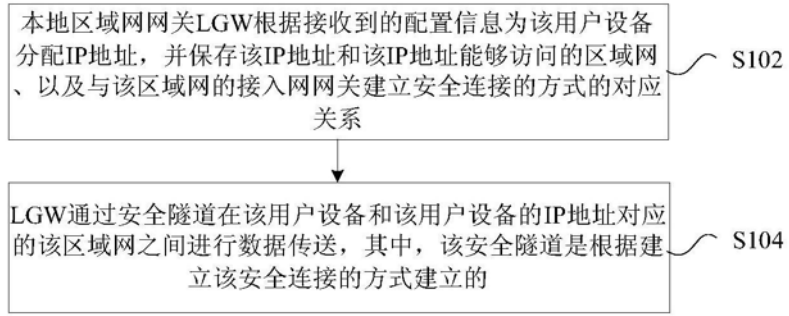 本地区域网网关LGW根据接收到的配置信息为该用户设备
分配IP地址，并保存该IP地址和该IP地址能够访问的区域网
、以及与该区域网的接入网网关建立安全连接的方式的对应
关系
S102
LGW通过安全隧道在该用户设备和该用户设备的IP地址对应
的该区域网之间进行数据传送，其中，该安全隧道是根据建
立该安全连接的方式建立的
S104